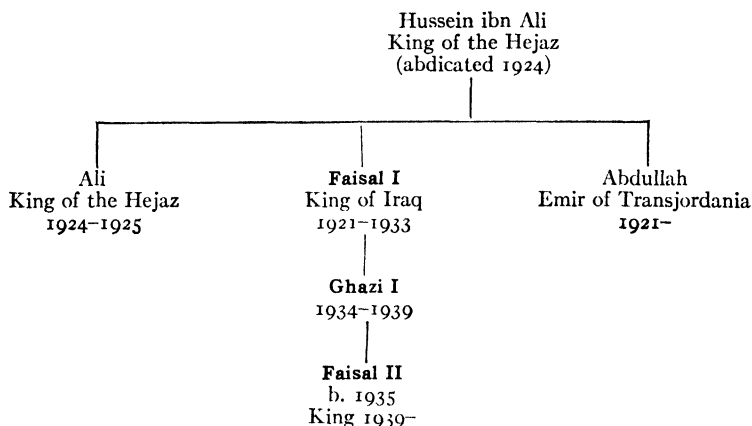 Hussein ibn Ali
King of the Hejaz
(abdicated 1924)
Ali
King of the Hejaz
1924–1925
Faisal I
King of Iraq
1921–1933
Abdullah
Emir of Transjordania
1921–
Ghazi I
1934–1939
Faisal II
b. 1935
King 1939–